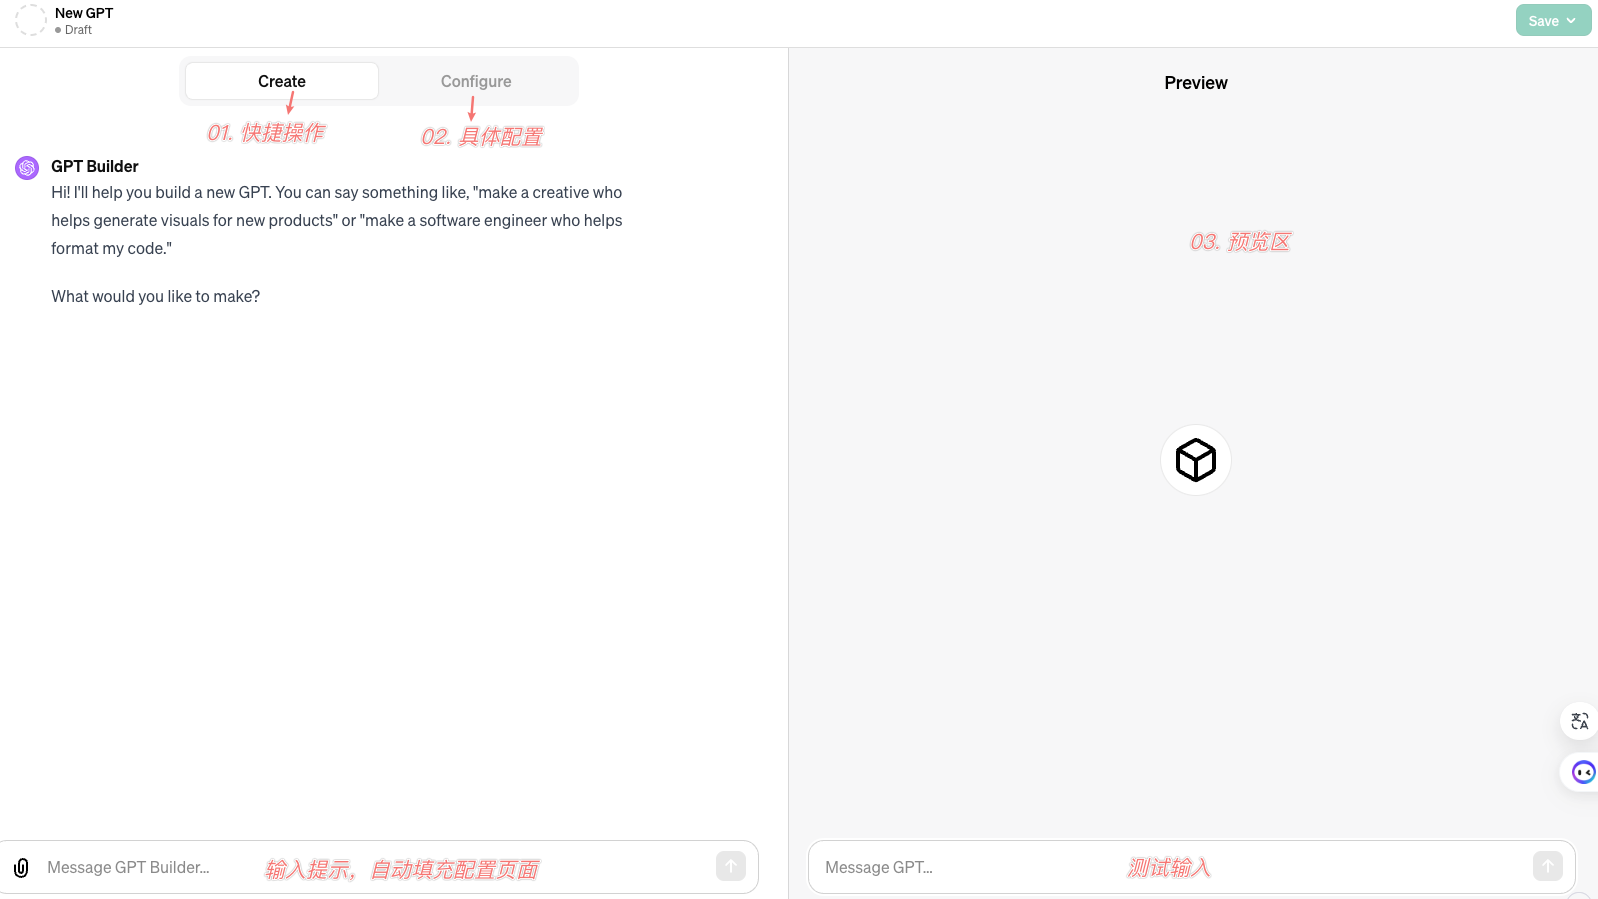 New GPT
Draft
Save
Create
Configure
Preview
01. 快捷操作
02. 具体配置
GPT Builder
Hi! I'll help you build a new GPT. You can say something like, "make a creative who
helps generate visuals for new products" or "make a software engineer who helps
format my code."
What would you like to make?
03. 预览区
Message GPT Builder...
输入提示，自动填充配置页面
Message GPT...
测试输入